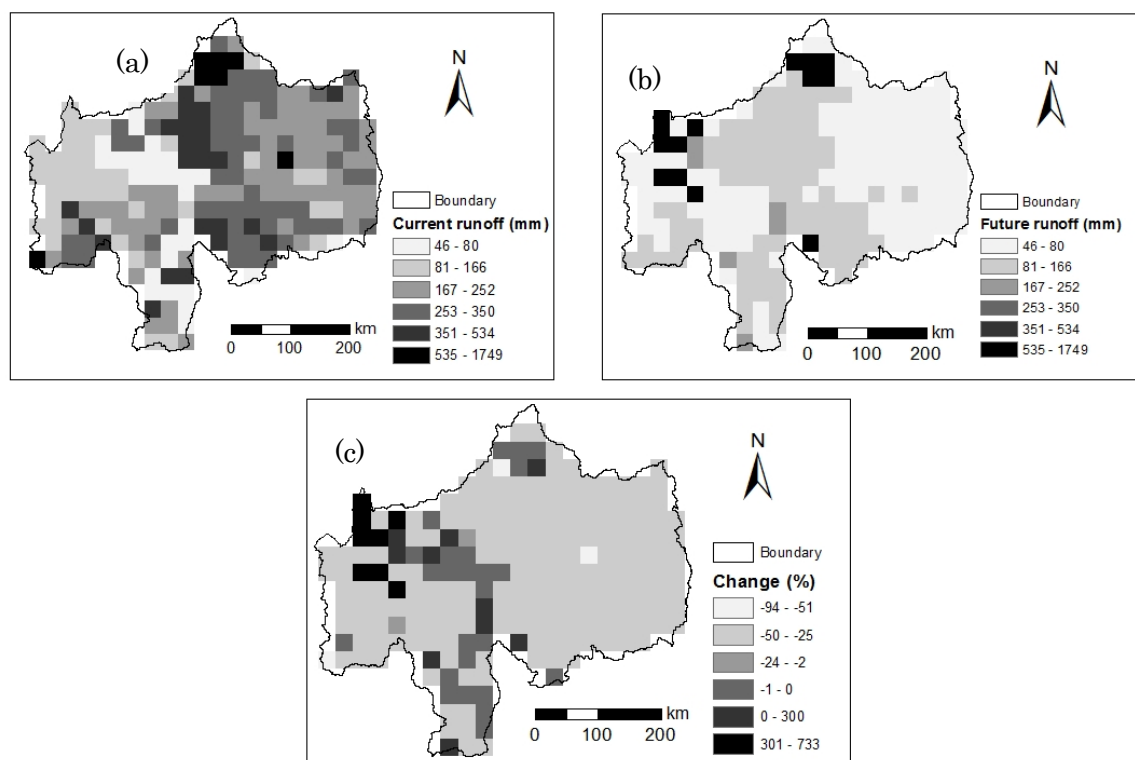 (a)
N
Boundary
Current runoff (mm)
46 - 80
81 - 166
167 - 252
253 - 350
351 - 534
535 - 1749
km
0 100 200
(b)
N
Boundary
Future runoff (mm)
46 - 80
81 - 166
167 - 252
253 - 350
351 - 534
535 - 1749
km
0 100 200
(c)
N
Boundary
Change (%)
-94 - -51
-50 - -25
-24 - -2
-1 - 0
0 - 300
301 - 733
km
0 100 200